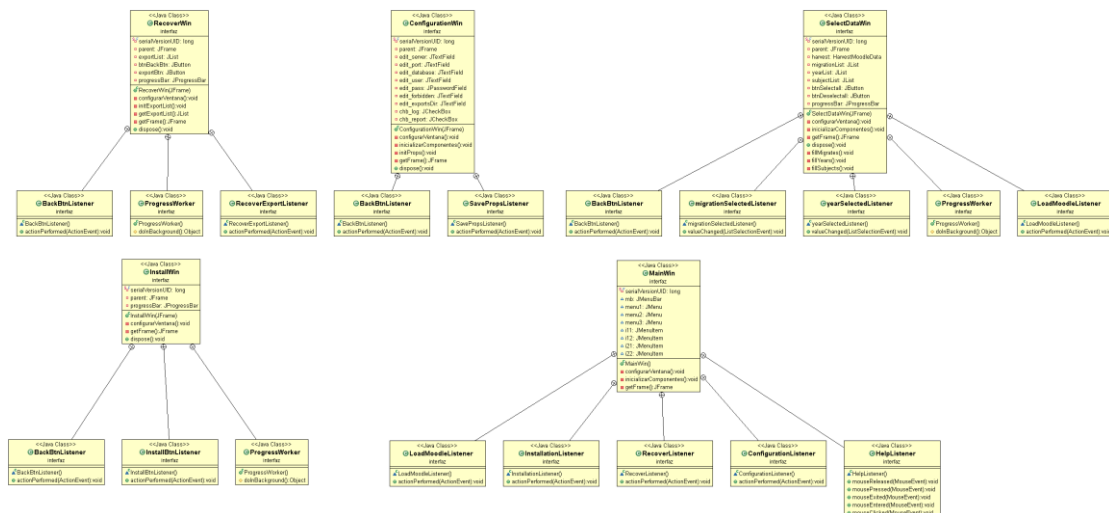 <<Java Class>>
RecoverWin
interfaz
serialVersionUID: long
parent: JFrame
exportList: JList
btnBackBtn: JButton
exportBtn: JButton
progressBar: JProgressBar
RecoverWin(JFrame)
configurarVentana():void
initExportList():void
getExportList():JList
getFrame():JFrame
dispose():void
<<Java Class>>
BackBtnListener
interfaz
BackBtnListener()
actionPerformed(ActionEvent):void
<<Java Class>>
ProgressWorker
interfaz
ProgressWorker()
doInBackground():Object
<<Java Class>>
RecoverExportListener
interfaz
RecoverExportListener()
actionPerformed(ActionEvent):void
<<Java Class>>
ConfigurationWin
interfaz
serialVersionUID: long
parent: JFrame
edit_server: JTextField
edit_port: JTextField
edit_database: JTextField
edit_user: JTextField
edit_pass: JPasswordField
edit_forbidden: JTextField
edit_exportsDir: JTextField
chb_log: JCheckBox
chb_report: JCheckBox
ConfigurationWin(JFrame)
configurarVentana():void
inicializarComponentes():void
initProps():void
getFrame():JFrame
dispose():void
<<Java Class>>
BackBtnListener
interfaz
BackBtnListener()
actionPerformed(ActionEvent):void
<<Java Class>>
SavePropsListener
interfaz
SavePropsListener()
actionPerformed(ActionEvent):void
<<Java Class>>
SelectDataWin
interfaz
serialVersionUID: long
parent: JFrame
harvest: HarvestMoodleData
migrationList: JList
yearList: JList
subjectList: JList
btnSelectall: JButton
btnDeselectall: JButton
progressBar: JProgressBar
SelectDataWin(JFrame)
configurarVentana():void
inicializarComponentes():void
getFrame():JFrame
dispose():void
fillMigrates():void
fillYears():void
fillSubjects():void
<<Java Class>>
BackBtnListener
interfaz
BackBtnListener()
actionPerformed(ActionEvent):void
<<Java Class>>
migrationSelectedListener
interfaz
migrationSelectedListener()
valueChanged(ListSelectionEvent):void
<<Java Class>>
yearSelectedListener
interfaz
yearSelectedListener()
valueChanged(ListSelectionEvent):void
<<Java Class>>
ProgressWorker
interfaz
ProgressWorker()
doInBackground():Object
<<Java Class>>
LoadMoodleListener
interfaz
LoadMoodleListener()
actionPerformed(ActionEvent):void
<<Java Class>>
InstallWin
interfaz
serialVersionUID: long
parent: JFrame
progressBar: JProgressBar
InstallWin(JFrame)
configurarVentana():void
getFrame():JFrame
dispose():void
<<Java Class>>
BackBtnListener
interfaz
BackBtnListener()
actionPerformed(ActionEvent):void
<<Java Class>>
InstallBtnListener
interfaz
InstallBtnListener()
actionPerformed(ActionEvent):void
<<Java Class>>
ProgressWorker
interfaz
ProgressWorker()
doInBackground():Object
<<Java Class>>
MainWin
interfaz
serialVersionUID: long
mb: JMenuBar
menu1: JMenu
menu2: JMenu
menu3: JMenu
i11: JMenuItem
i12: JMenuItem
i21: JMenuItem
i22: JMenuItem
MainWin()
configurarVentana():void
inicializarComponentes():void
getFrame():JFrame
<<Java Class>>
LoadMoodleListener
interfaz
LoadMoodleListener()
actionPerformed(ActionEvent):void
<<Java Class>>
InstallationListener
interfaz
InstallationListener()
actionPerformed(ActionEvent):void
<<Java Class>>
RecoverListener
interfaz
RecoverListener()
actionPerformed(ActionEvent):void
<<Java Class>>
ConfigurationListener
interfaz
ConfigurationListener()
actionPerformed(ActionEvent):void
<<Java Class>>
HelpListener
interfaz
HelpListener()
mouseReleased(MouseEvent):void
mousePressed(MouseEvent):void
mouseExited(MouseEvent):void
mouseEntered(MouseEvent):void
mouseClicked(MouseEvent):void